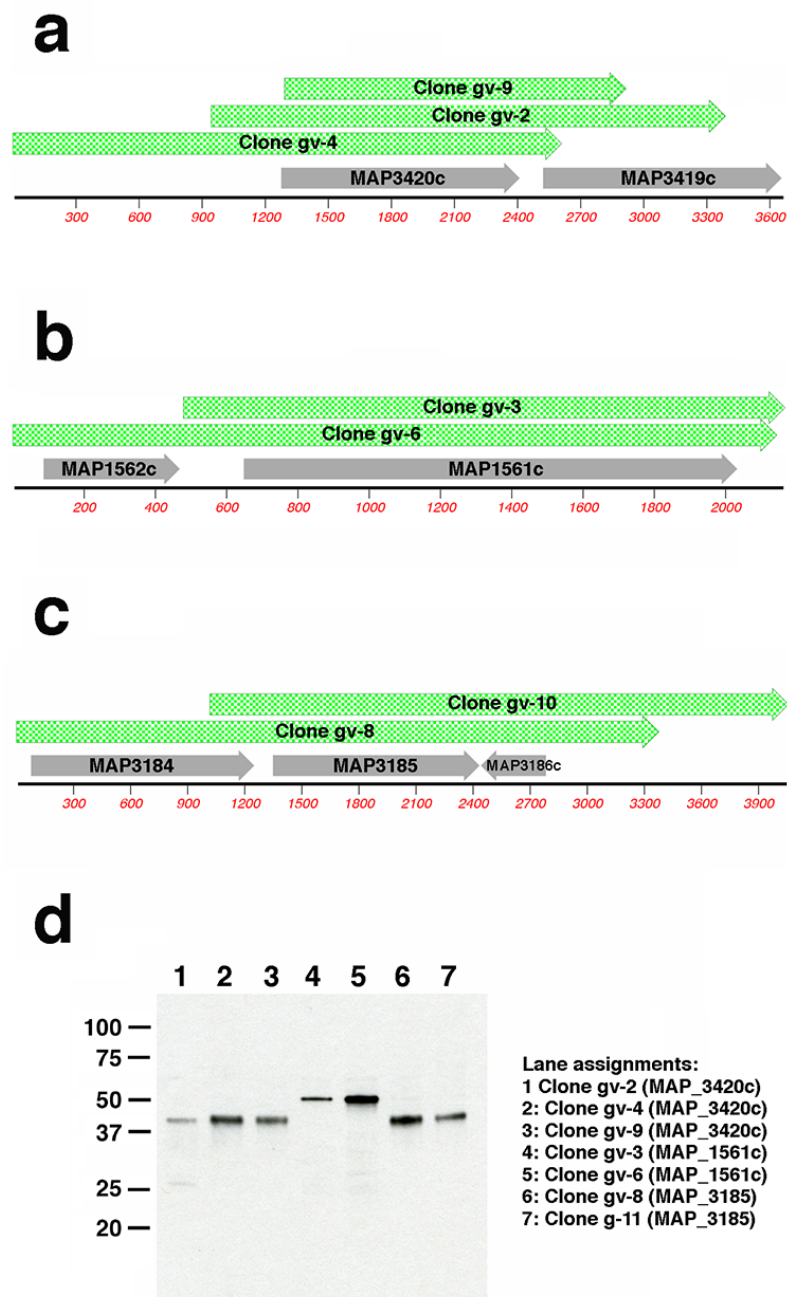 a
Clone gv-9
Clone gv-2
Clone gv-4
MAP3420c MAP3419c
300 600 900 1200 1500 1800 2100 2400 2700 3000 3300 3600
b
Clone gv-3
Clone gv-6
MAP1562c MAP1561c
200 400 600 800 1000 1200 1400 1600 1800 2000
c
Clone gv-10
Clone gv-8
MAP3184 MAP3185 MAP3186c
300 600 900 1200 1500 1800 2100 2400 2700 3000 3300 3600 3900
d
1 2 3 4 5 6 7
100
75
50
37
25
20
Lane assignments:
1 Clone gv-2 (MAP_3420c)
2: Clone gv-4 (MAP_3420c)
3: Clone gv-9 (MAP_3420c)
4: Clone gv-3 (MAP_1561c)
5: Clone gv-6 (MAP_1561c)
6: Clone gv-8 (MAP_3185)
7: Clone g-11 (MAP_3185)